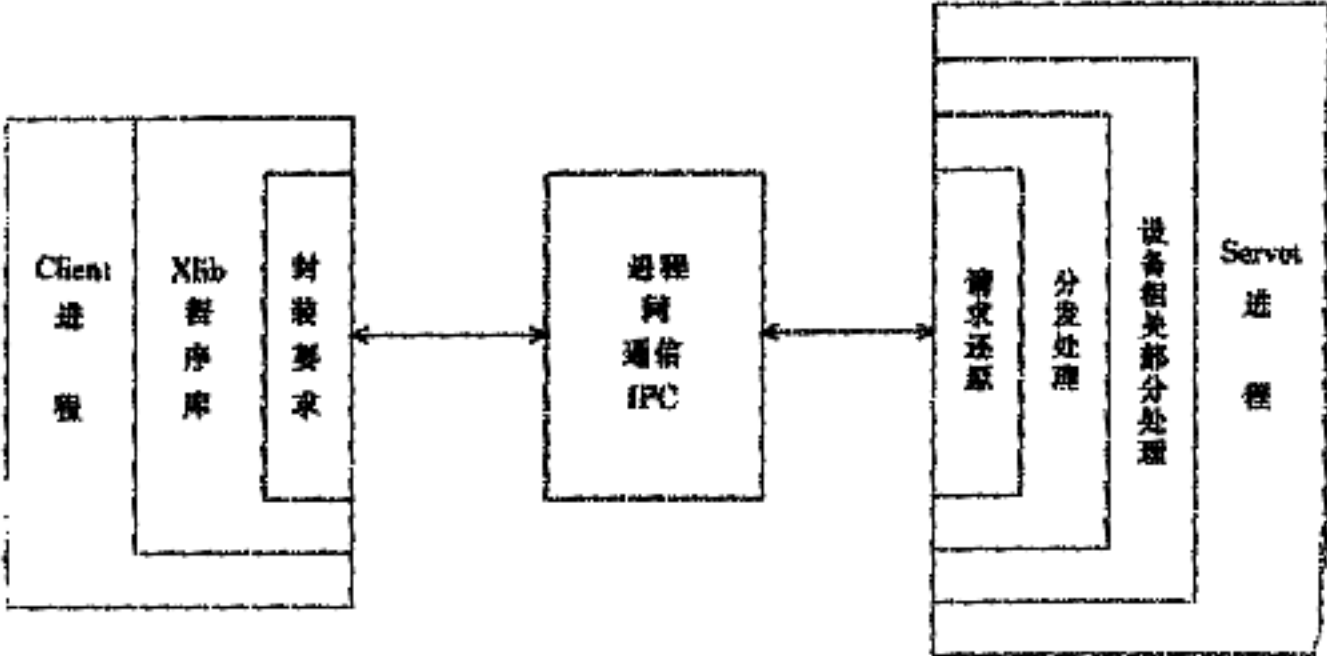 Client
进程
Xlib
程序库
封装要求
进程
间
通信
IPC
请求还原
分发处理
设备相关部分处理
Server
进程